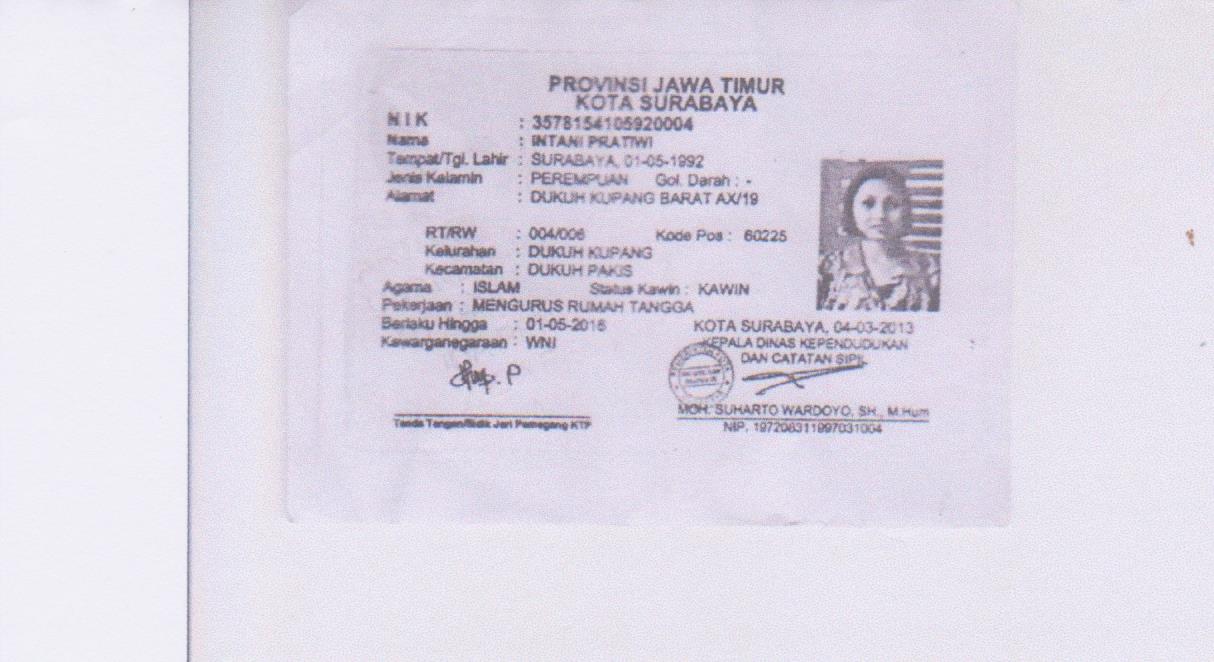 PROVINSI JAWA TIMUR
KOTA SURABAYA
NIK : 3578154105920004
Nama : INTANI PRATIWI
Tempat/Tgl. Lahir : SURABAYA, 01-05-1992
Jenis Kelamin : PEREMPUAN Gol. Darah : -
Alamat : DUKUH KUPANG BARAT AX/19
RT/RW : 004/006 Kode Pos : 60225
Kelurahan : DUKUH KUPANG
Kecamatan : DUKUH PAKIS
Agama : ISLAM Status Kawin : KAWIN
Pekerjaan : MENGURUS RUMAH TANGGA
Berlaku Hingga : 01-05-2016 KOTA SURABAYA, 04-03-2013
Kewarganegaraan : WNI KEPALA DINAS KEPENDUDUKAN
DAN CATATAN SIPIL
MOH. SUHARTO WARDOYO, SH., M.Hum
Tanda Tangan/Sidik Jari Pemegang KTP NIP. 197208311997031004